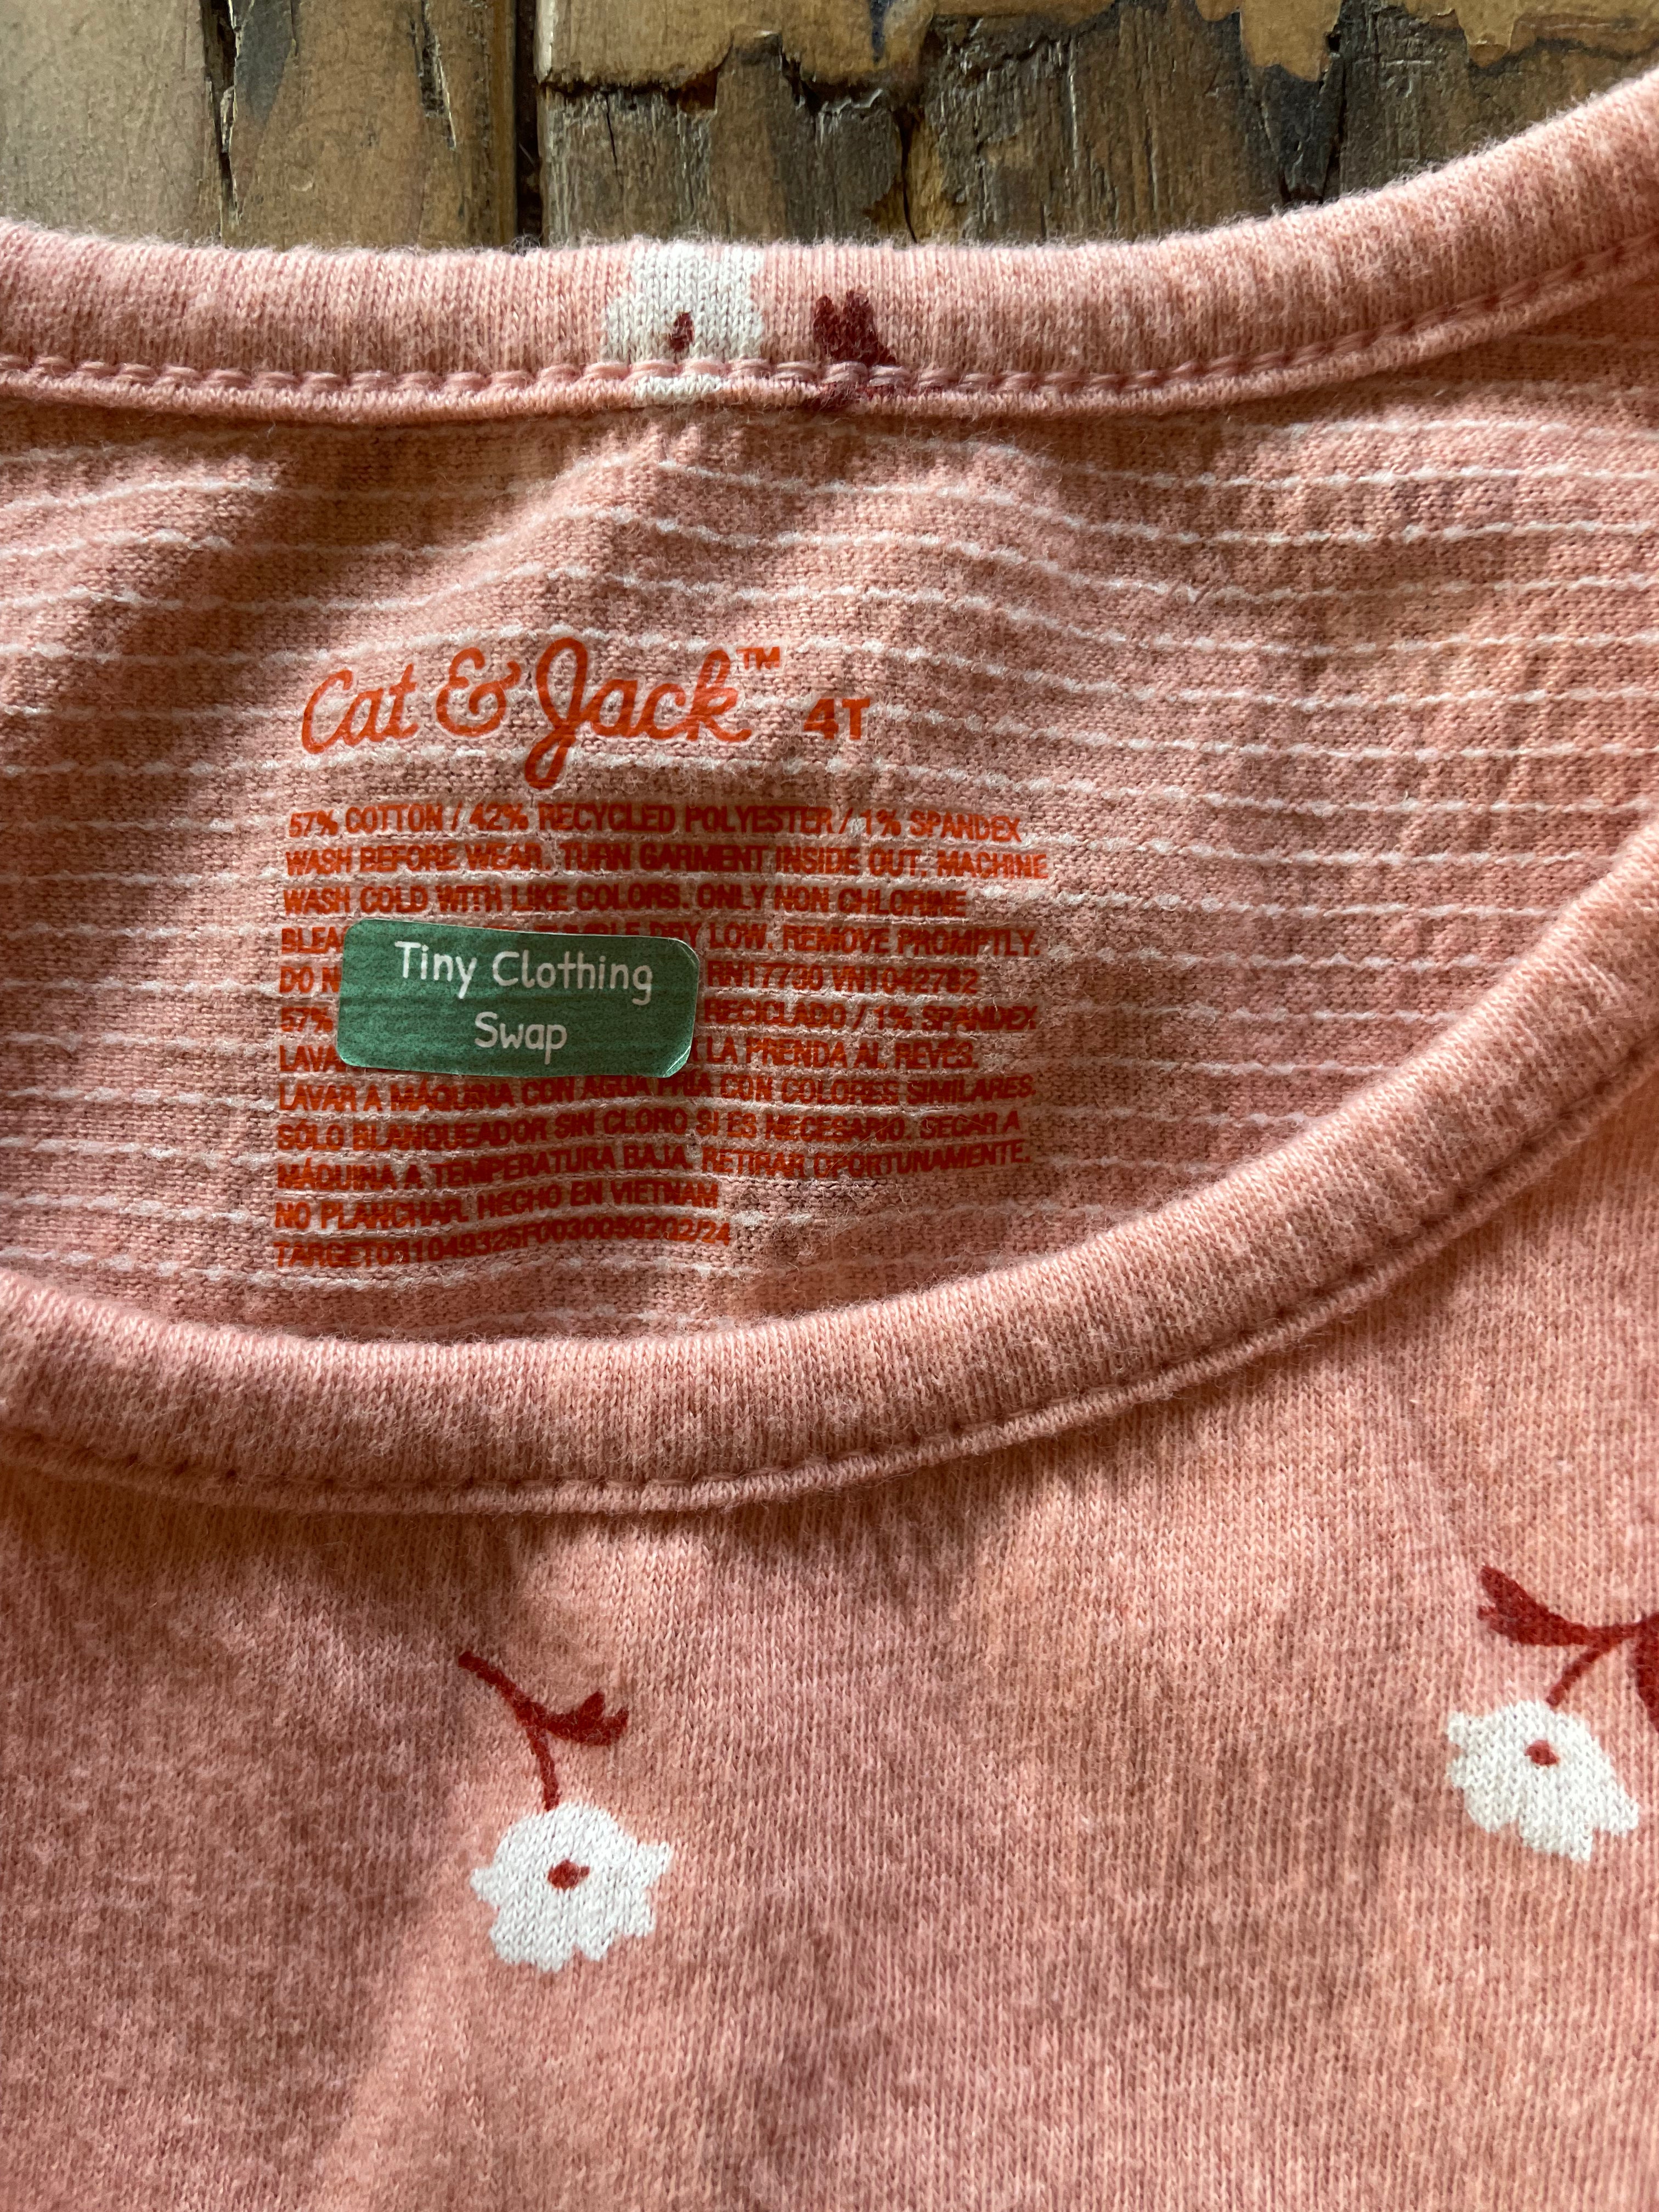 Cat & Jack™ 4T
57% COTTON / 42% RECYCLED POLYESTER / 1% SPANDEX
WASH BEFORE WEAR. TURN GARMENT INSIDE OUT. MACHINE
WASH COLD WITH LIKE COLORS. ONLY NON CHLORINE
DRY LOW. REMOVE PROMPTLY.
DO RN17730 VN1042782
57% RECICLADO / 1% SPANDEX
LA PRENDA AL REVÉS.
Tiny Clothing
Swap
LAVAR A MÁQUINA CON AGUA FRÍA CON COLORES SIMILARES.
SÓLO BLANQUEADOR SIN CLORO SI ES NECESARIO. SECAR A
MÁQUINA A TEMPERATURA BAJA. RETIRAR OPORTUNAMENTE.
NO PLANCHAR. HECHO EN VIETNAM